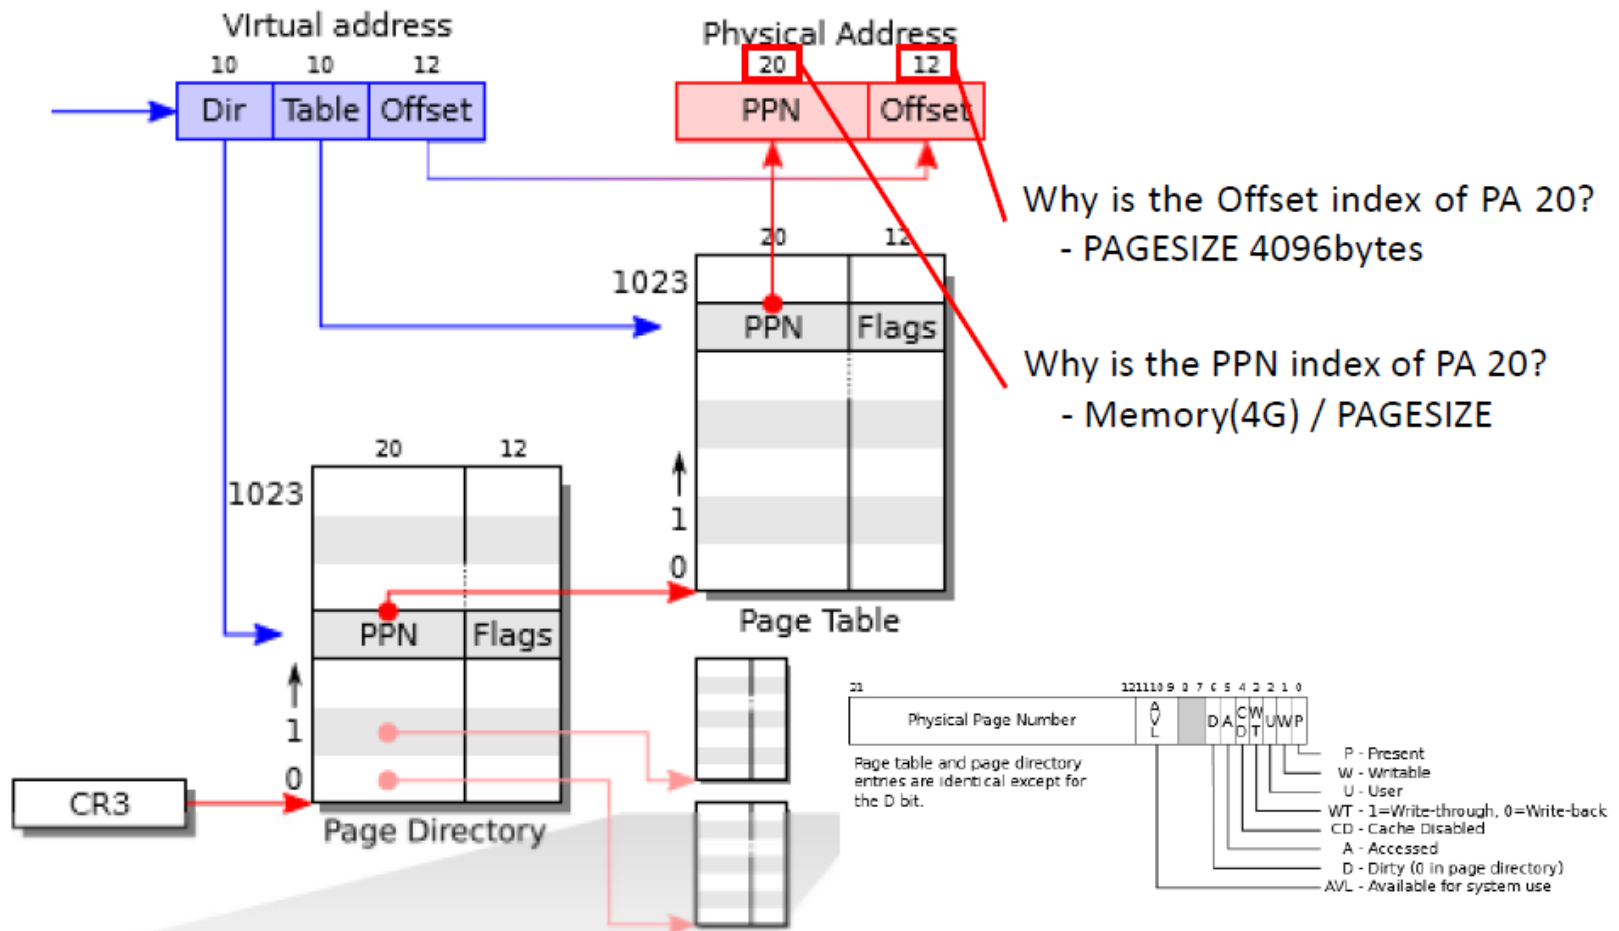 VIrtual address
Physical Address
10 10 12
20 12
Dir Table Offset
PPN Offset
Why is the Offset index of PA 20?
- PAGESIZE 4096bytes
20 12
1023
PPN Flags
Why is the PPN index of PA 20?
- Memory(4G) / PAGESIZE
1
0
Page Table
20 12
1023
PPN Flags
1
0
CR3
Page Directory
21 12 11 10 9 8 7 6 5 4 3 2 1 0
Physical Page Number AVL D A CD WT U W P
Page table and page directory
entries are identical except for
the D bit.
P - Present
W - Writable
U - User
WT - 1=Write-through, 0=Write-back
CD - Cache Disabled
A - Accessed
D - Dirty (0 in page directory)
AVL - Available for system use